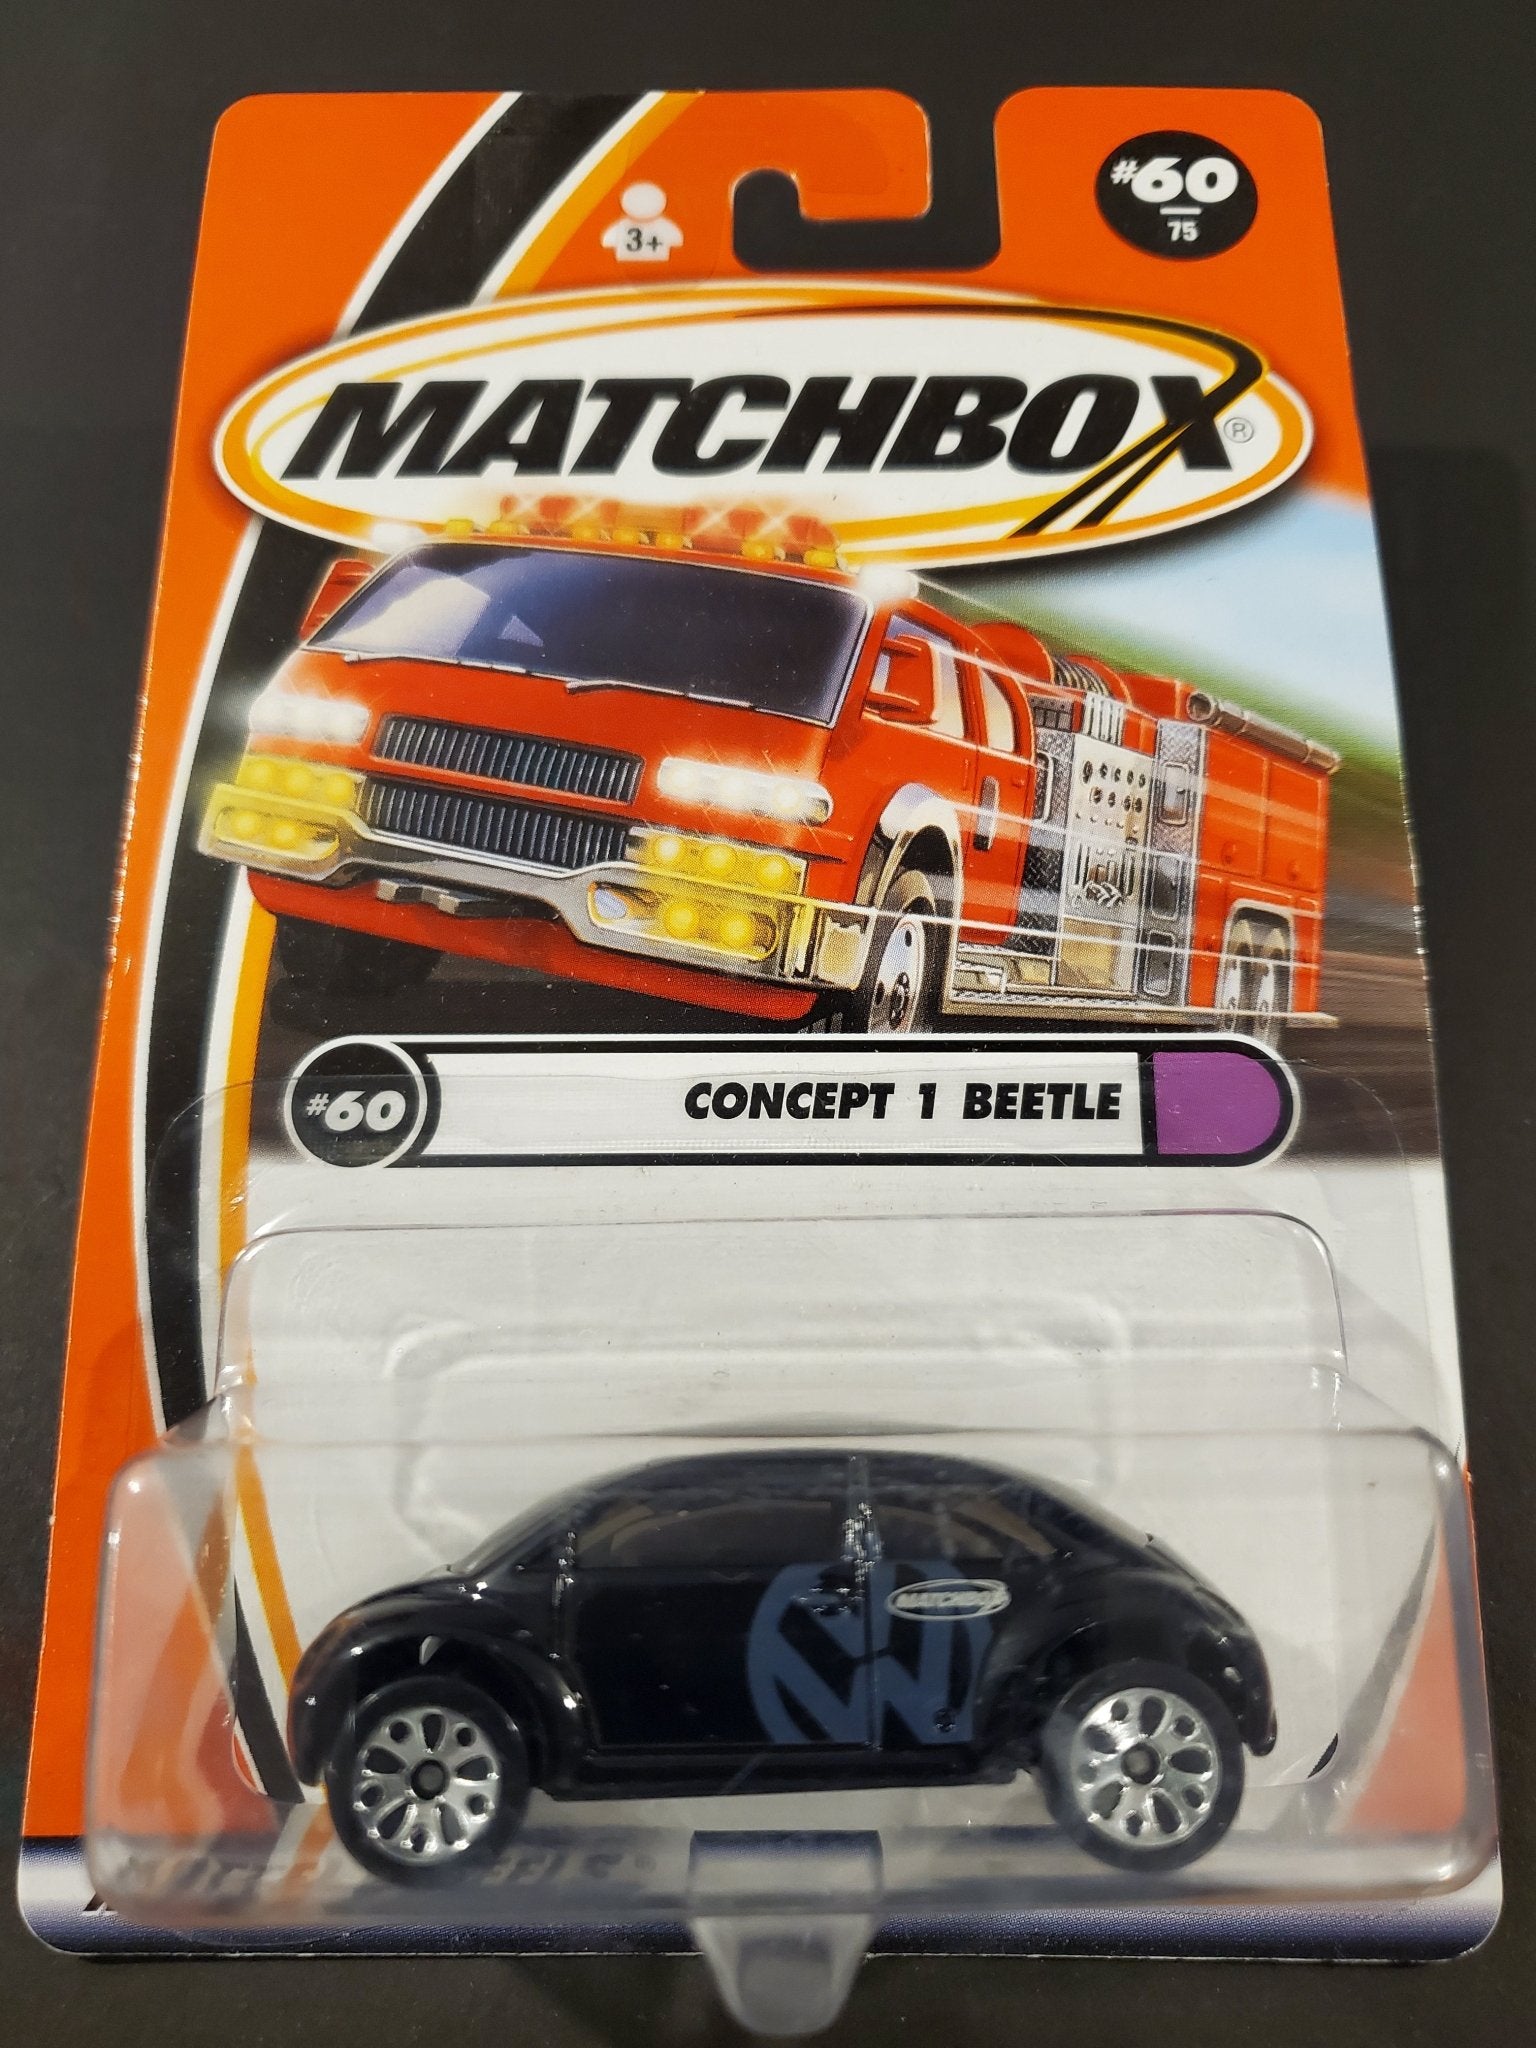 #60
75
3+
MATCHBOX®
#60 CONCEPT 1 BEETLE
MATCHBOX